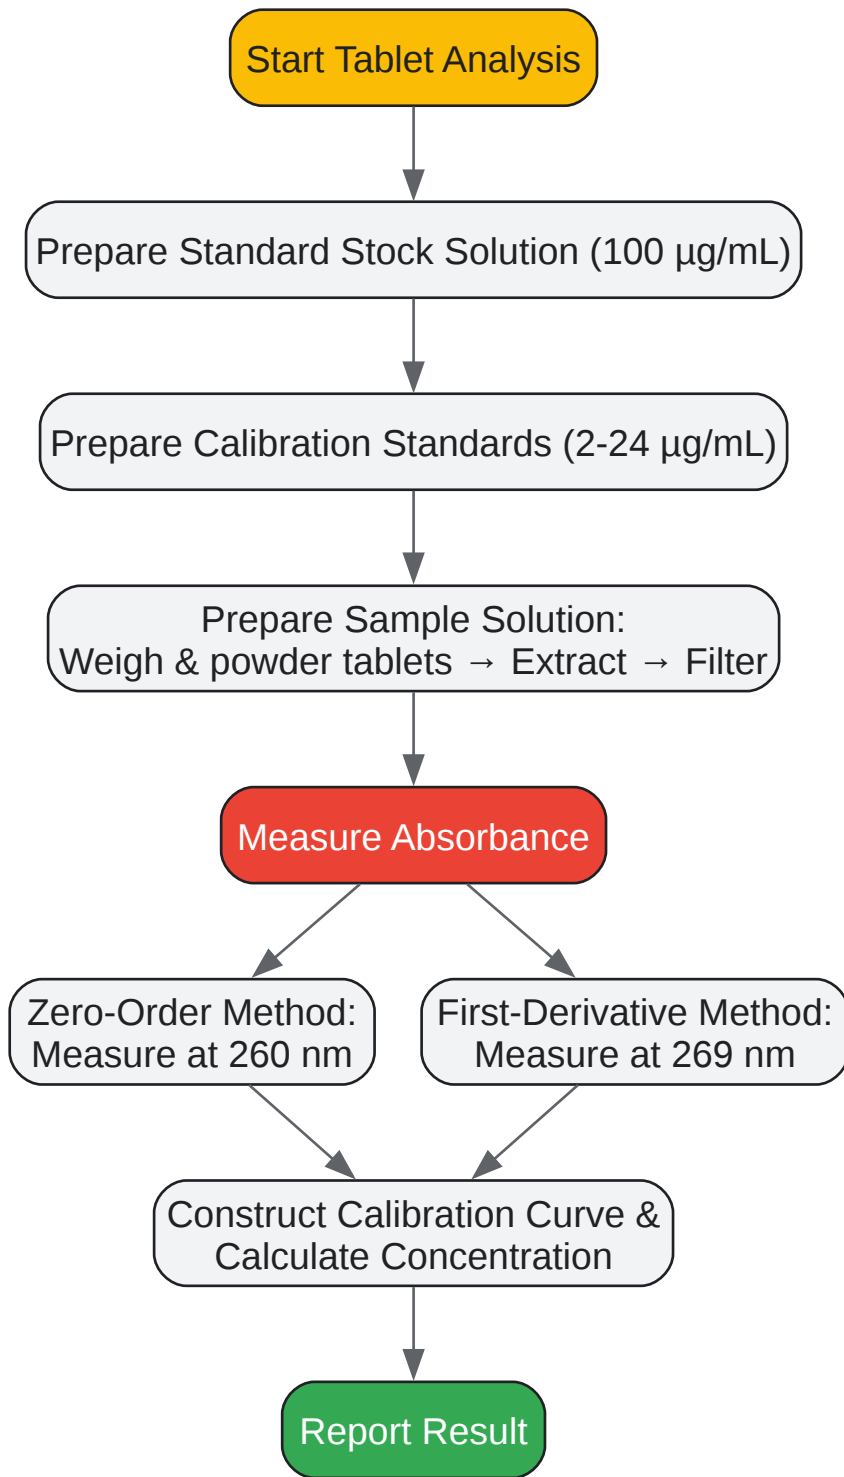 Start Tablet Analysis
Prepare Standard Stock Solution (100 µg/mL)
Prepare Calibration Standards (2-24 µg/mL)
Prepare Sample Solution:
Weigh & powder tablets → Extract → Filter
Measure Absorbance
Zero-Order Method:
Measure at 260 nm
First-Derivative Method:
Measure at 269 nm
Construct Calibration Curve &
Calculate Concentration
Report Result